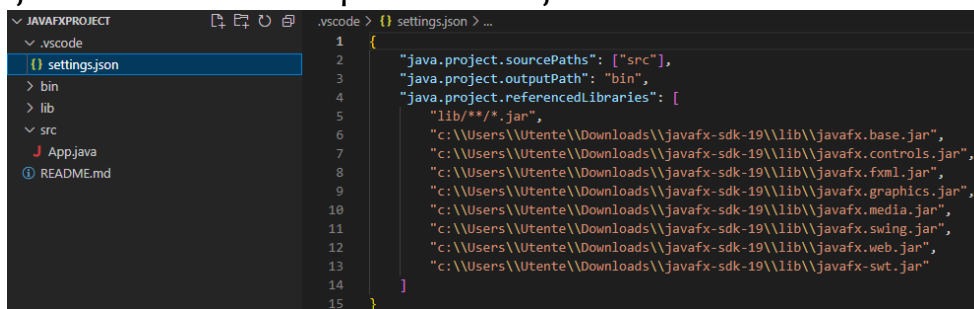 JAVAFXPROJECT
.vscode
{} settings.json
bin
lib
src
J App.java
README.md
.vscode > {} settings.json > ...
1 {
2 "java.project.sourcePaths": ["src"],
3 "java.project.outputPath": "bin",
4 "java.project.referencedLibraries": [
5 "lib/**/*.jar",
6 "c:\\Users\\Utente\\Downloads\\javafx-sdk-19\\lib\\javafx.base.jar",
7 "c:\\Users\\Utente\\Downloads\\javafx-sdk-19\\lib\\javafx.controls.jar",
8 "c:\\Users\\Utente\\Downloads\\javafx-sdk-19\\lib\\javafx.fxml.jar",
9 "c:\\Users\\Utente\\Downloads\\javafx-sdk-19\\lib\\javafx.graphics.jar",
10 "c:\\Users\\Utente\\Downloads\\javafx-sdk-19\\lib\\javafx.media.jar",
11 "c:\\Users\\Utente\\Downloads\\javafx-sdk-19\\lib\\javafx.swing.jar",
12 "c:\\Users\\Utente\\Downloads\\javafx-sdk-19\\lib\\javafx.web.jar",
13 "c:\\Users\\Utente\\Downloads\\javafx-sdk-19\\lib\\javafx-swt.jar"
14 ]
15 }